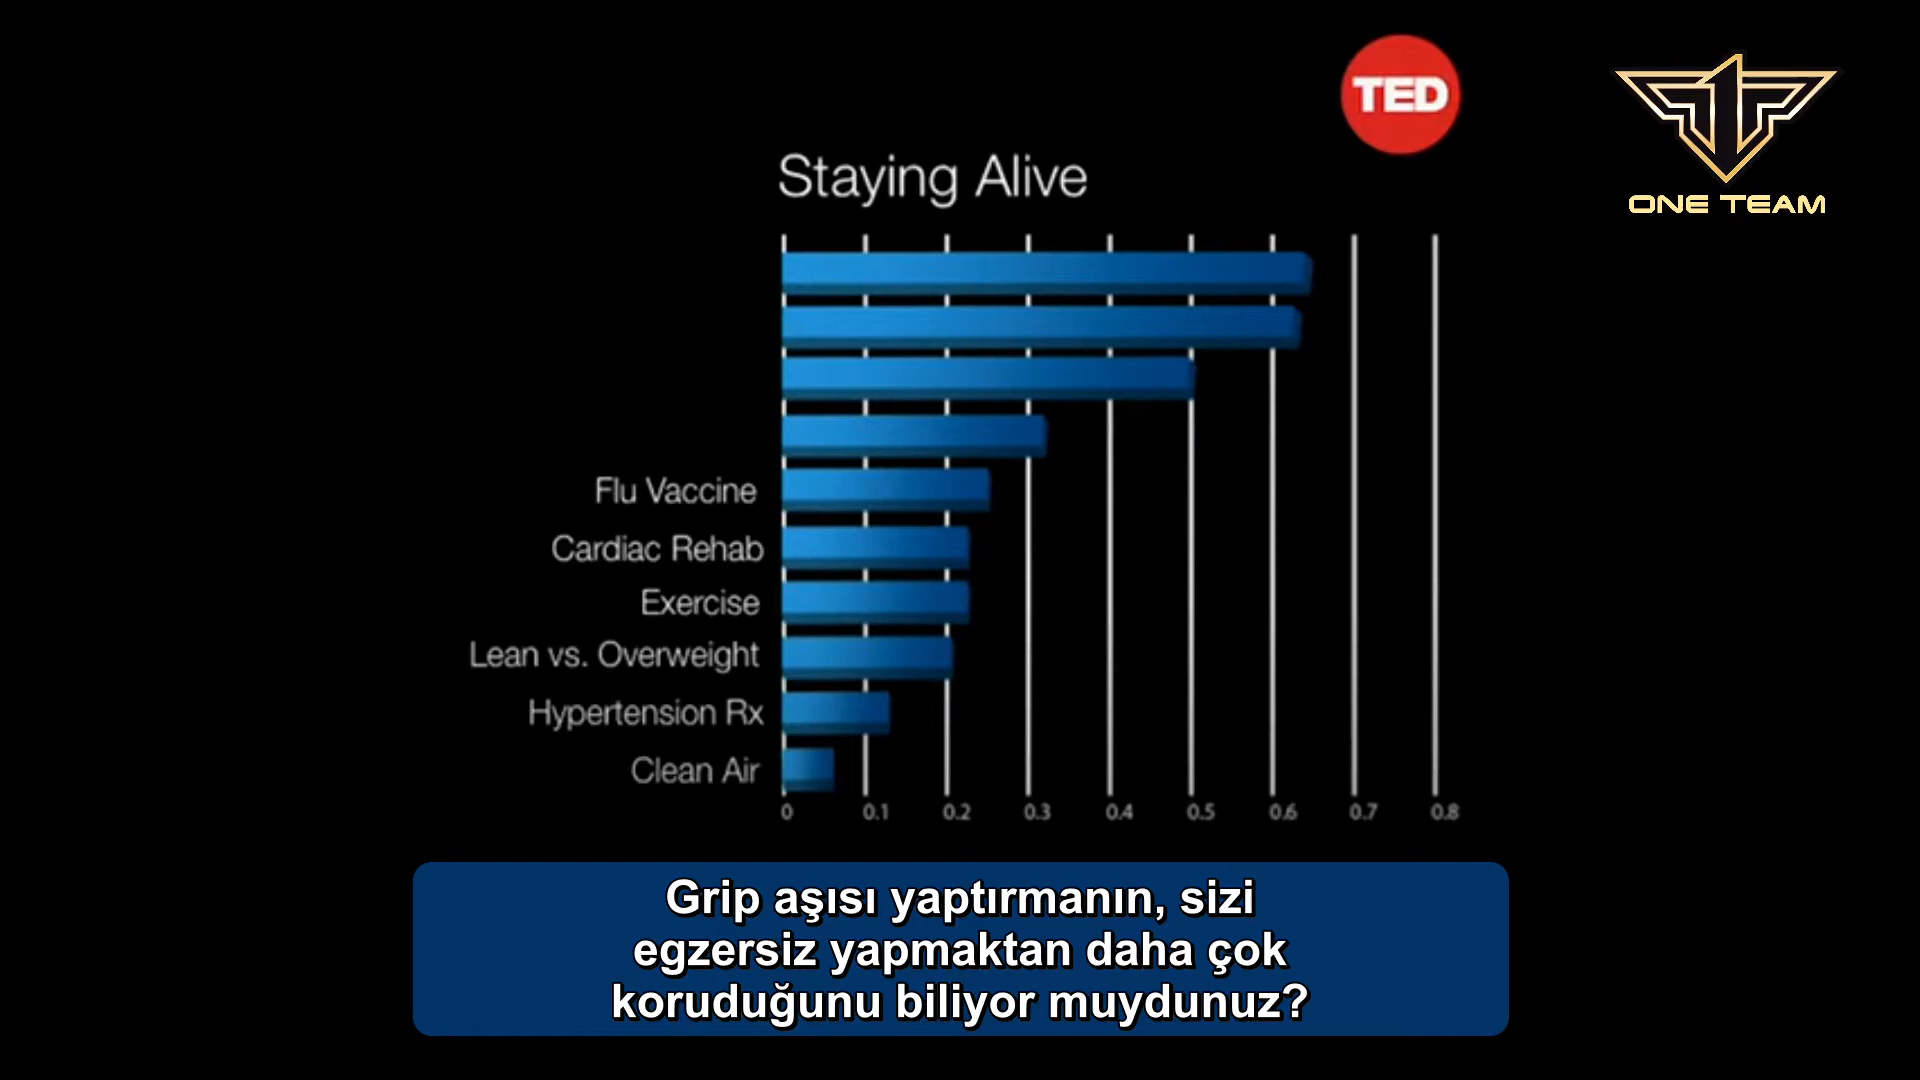 TED
ONE TEAM
Staying Alive
Flu Vaccine
Cardiac Rehab
Exercise
Lean vs. Overweight
Hypertension Rx
Clean Air
0 0.1 0.2 0.3 0.4 0.5 0.6 0.7 0.8
Grip aşısı yaptırmanın, sizi
egzersiz yapmaktan daha çok
koruduğunu biliyor muydunuz?